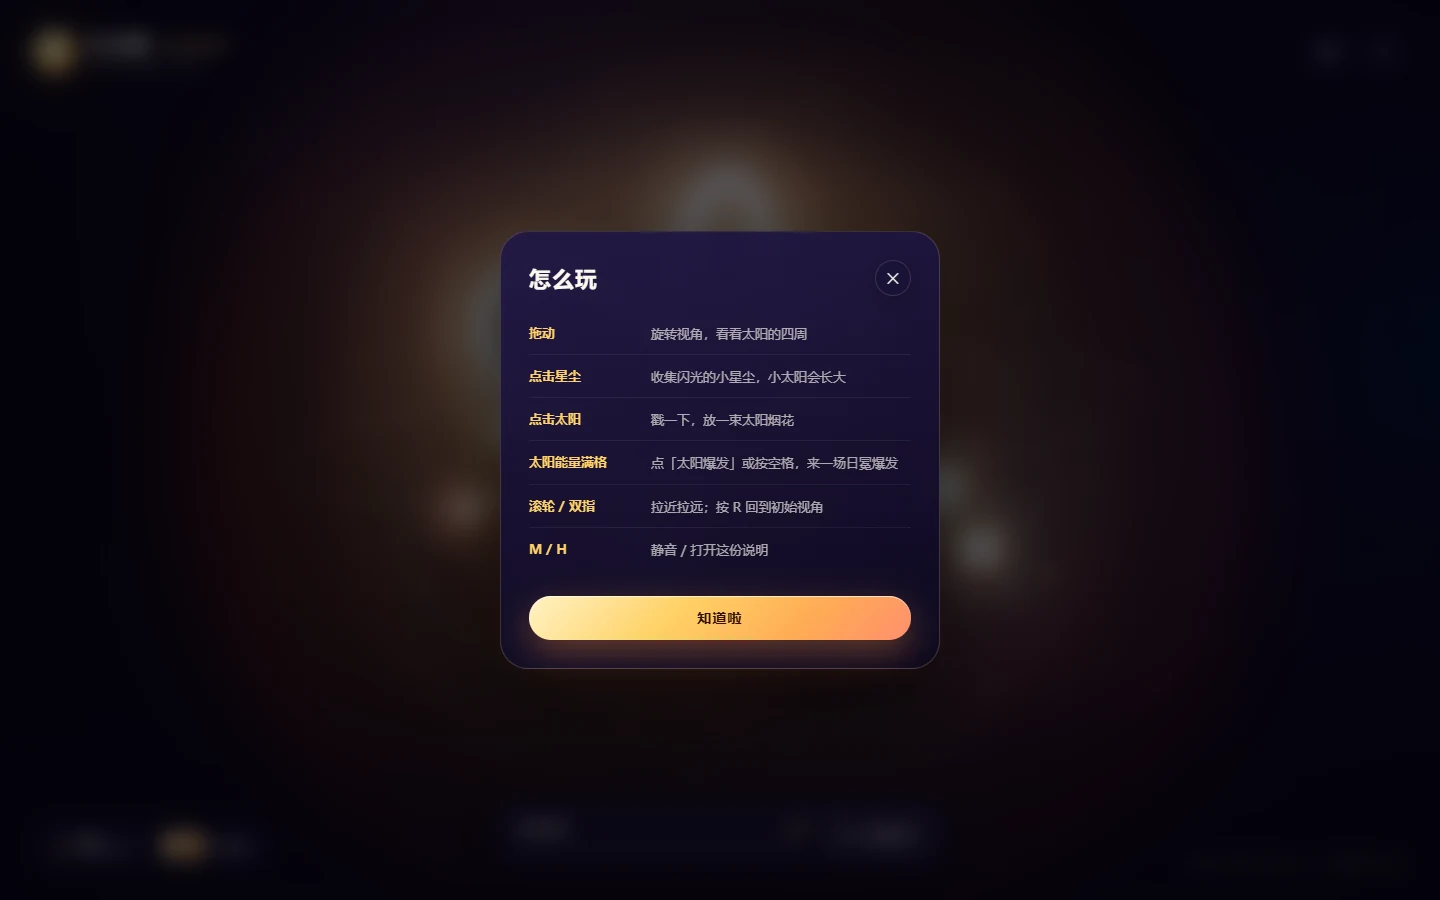 怎么玩
拖动 旋转视角，看看太阳的四周
点击星尘 收集闪光的小星尘，小太阳会长大
点击太阳 戳一下，放一束太阳烟花
太阳能量满格 点「太阳爆发」或按空格，来一场日冕爆发
滚轮 / 双指 拉近拉远；按 R 回到初始视角
M / H 静音 / 打开这份说明
知道啦